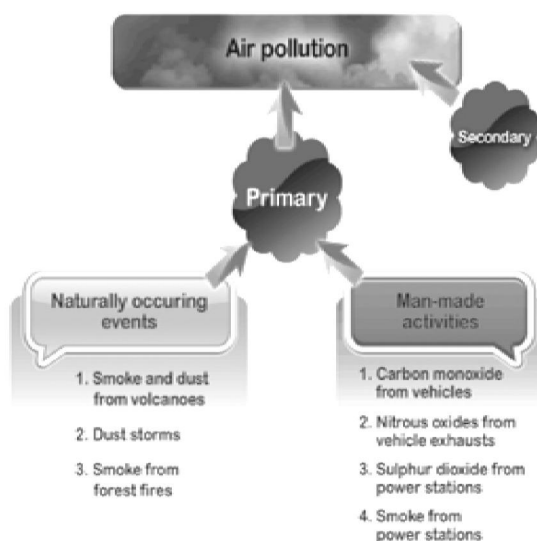 Air pollution
Secondary
Primary
Naturally occuring
events
1. Smoke and dust
from volcanoes
2. Dust storms
3. Smoke from
forest fires
Man-made
activities
1. Carbon monoxide
from vehicles
2. Nitrous oxides from
vehicle exhausts
3. Sulphur dioxide from
power stations
4. Smoke from
power stations